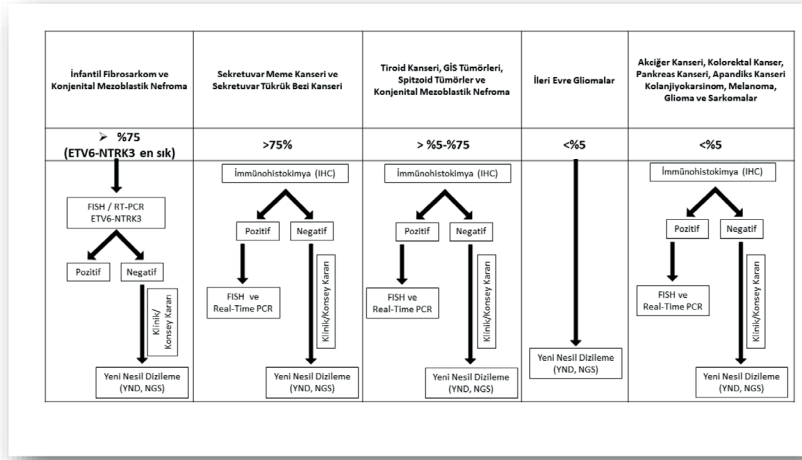 İnfantil Fibrosarkom ve
Konjenital Mezoblastik Nefroma
Sekretuvar Meme Kanseri ve
Sekretuvar Tükrük Bezi Kanseri
Tiroid Kanseri, GİS Tümörleri,
Spitzoid Tümörler ve
Konjenital Mezoblastik Nefroma
İleri Evre Gliomalar
Akciğer Kanseri, Kolorektal Kanser,
Pankreas Kanseri, Apandiks Kanseri
Kolanjiyokarsinom, Melanoma,
Glioma ve Sarkomalar
➢ %75
(ETV6-NTRK3 en sık)
>75%
> %5-%75
<%5
<%5
FISH / RT-PCR
ETV6-NTRK3
Pozitif
Negatif
Klinik/
Konsey Kararı
Yeni Nesil Dizileme
(YND, NGS)
İmmünohistokimya (IHC)
Pozitif
Negatif
FISH ve
Real-Time PCR
Klinik/Konsey Kararı
Yeni Nesil Dizileme
(YND, NGS)
İmmünohistokimya (IHC)
Pozitif
Negatif
FISH ve
Real-Time PCR
Klinik/Konsey Kararı
Yeni Nesil Dizileme
(YND, NGS)
Yeni Nesil Dizileme
(YND, NGS)
İmmünohistokimya (IHC)
Pozitif
Negatif
FISH ve
Real-Time PCR
Klinik/Konsey Kararı
Yeni Nesil Dizileme
(YND, NGS)